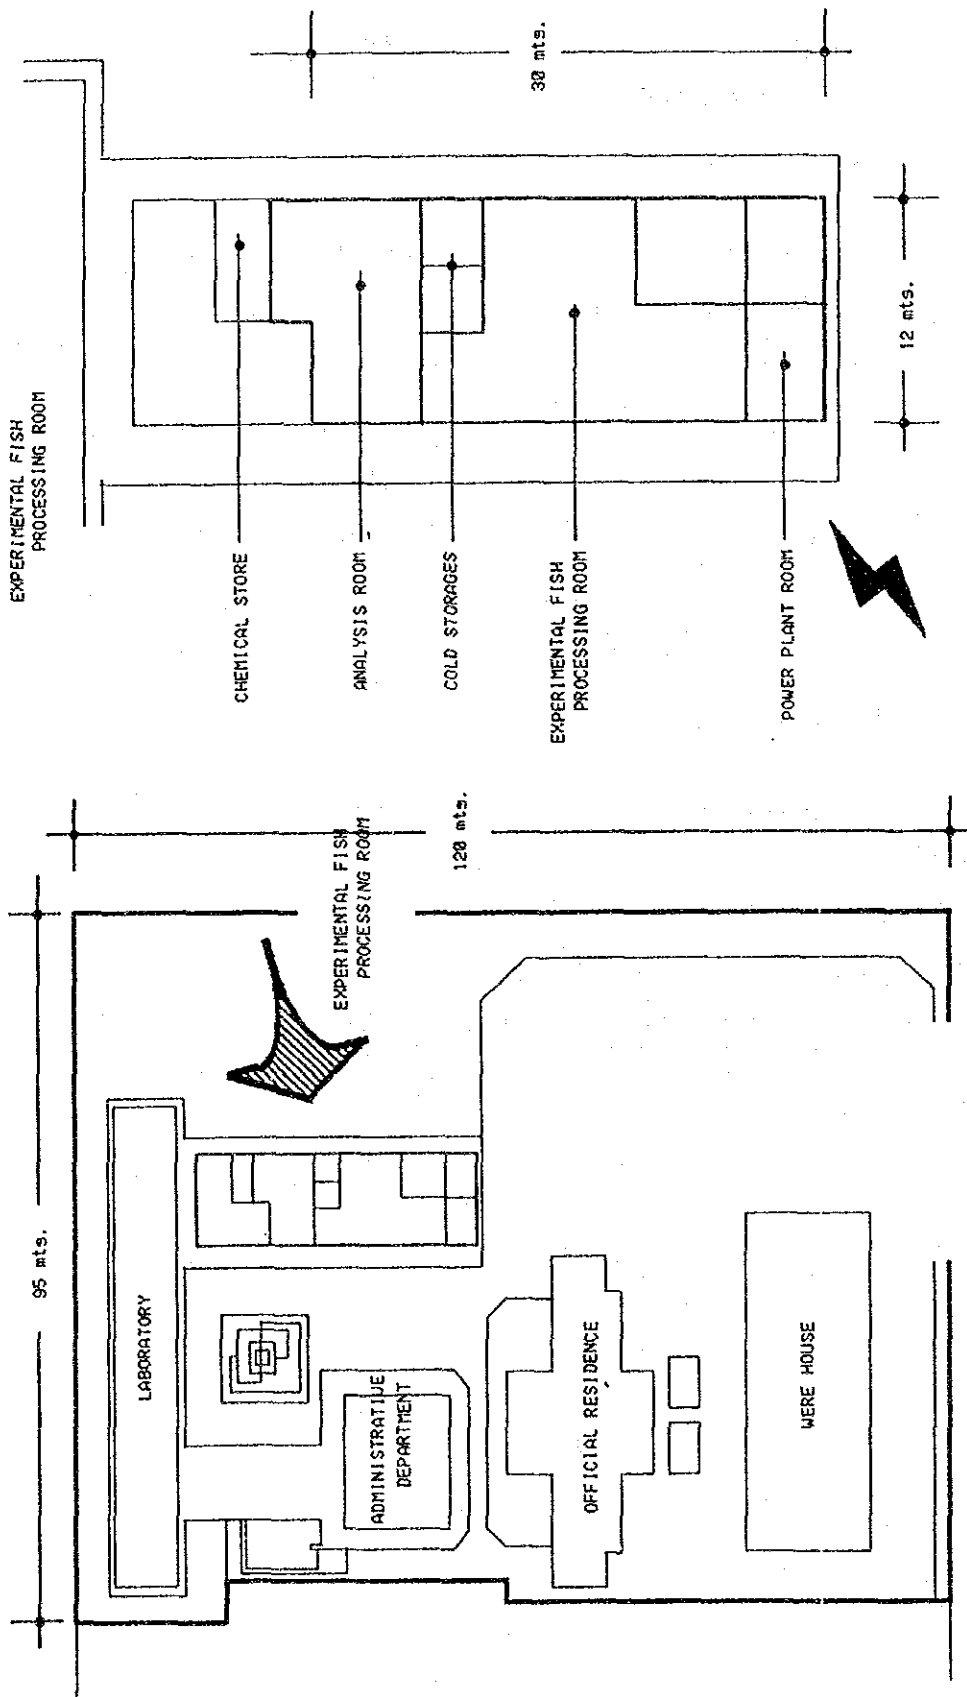 95 mts.
LABORATORY
ADMINISTRATIVE
DEPARTMENT
OFFICIAL RESIDENCE
WERE HOUSE
EXPERIMENTAL FISH
PROCESSING ROOM
120 mts.
EXPERIMENTAL FISH
PROCESSING ROOM
CHEMICAL STORE
ANALYSIS ROOM
COLD STORAGES
EXPERIMENTAL FISH
PROCESSING ROOM
POWER PLANT ROOM
30 mts.
12 mts.